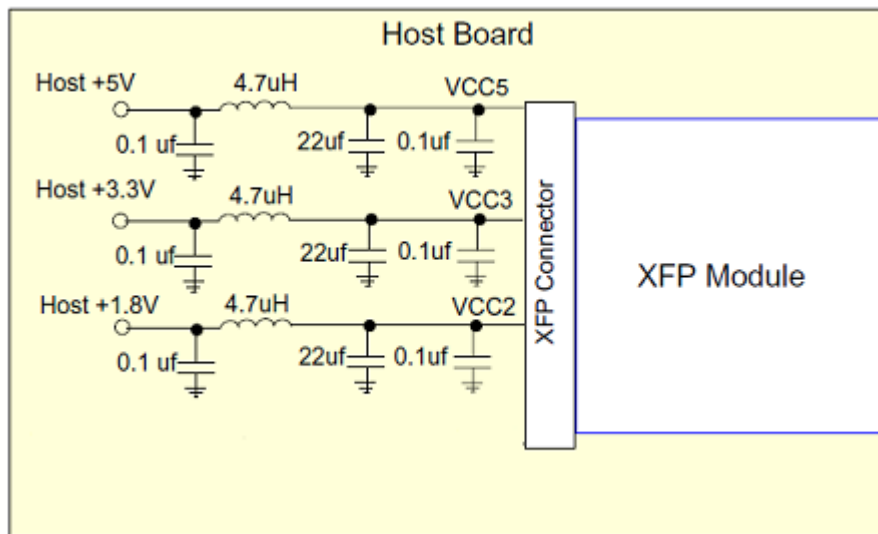 Host Board
Host +5V
4.7uH
VCC5
0.1 uf
22uf
0.1uf
Host +3.3V
4.7uH
VCC3
0.1 uf
22uf
0.1uf
Host +1.8V
4.7uH
VCC2
0.1 uf
22uf
0.1uf
XFP Connector
XFP Module